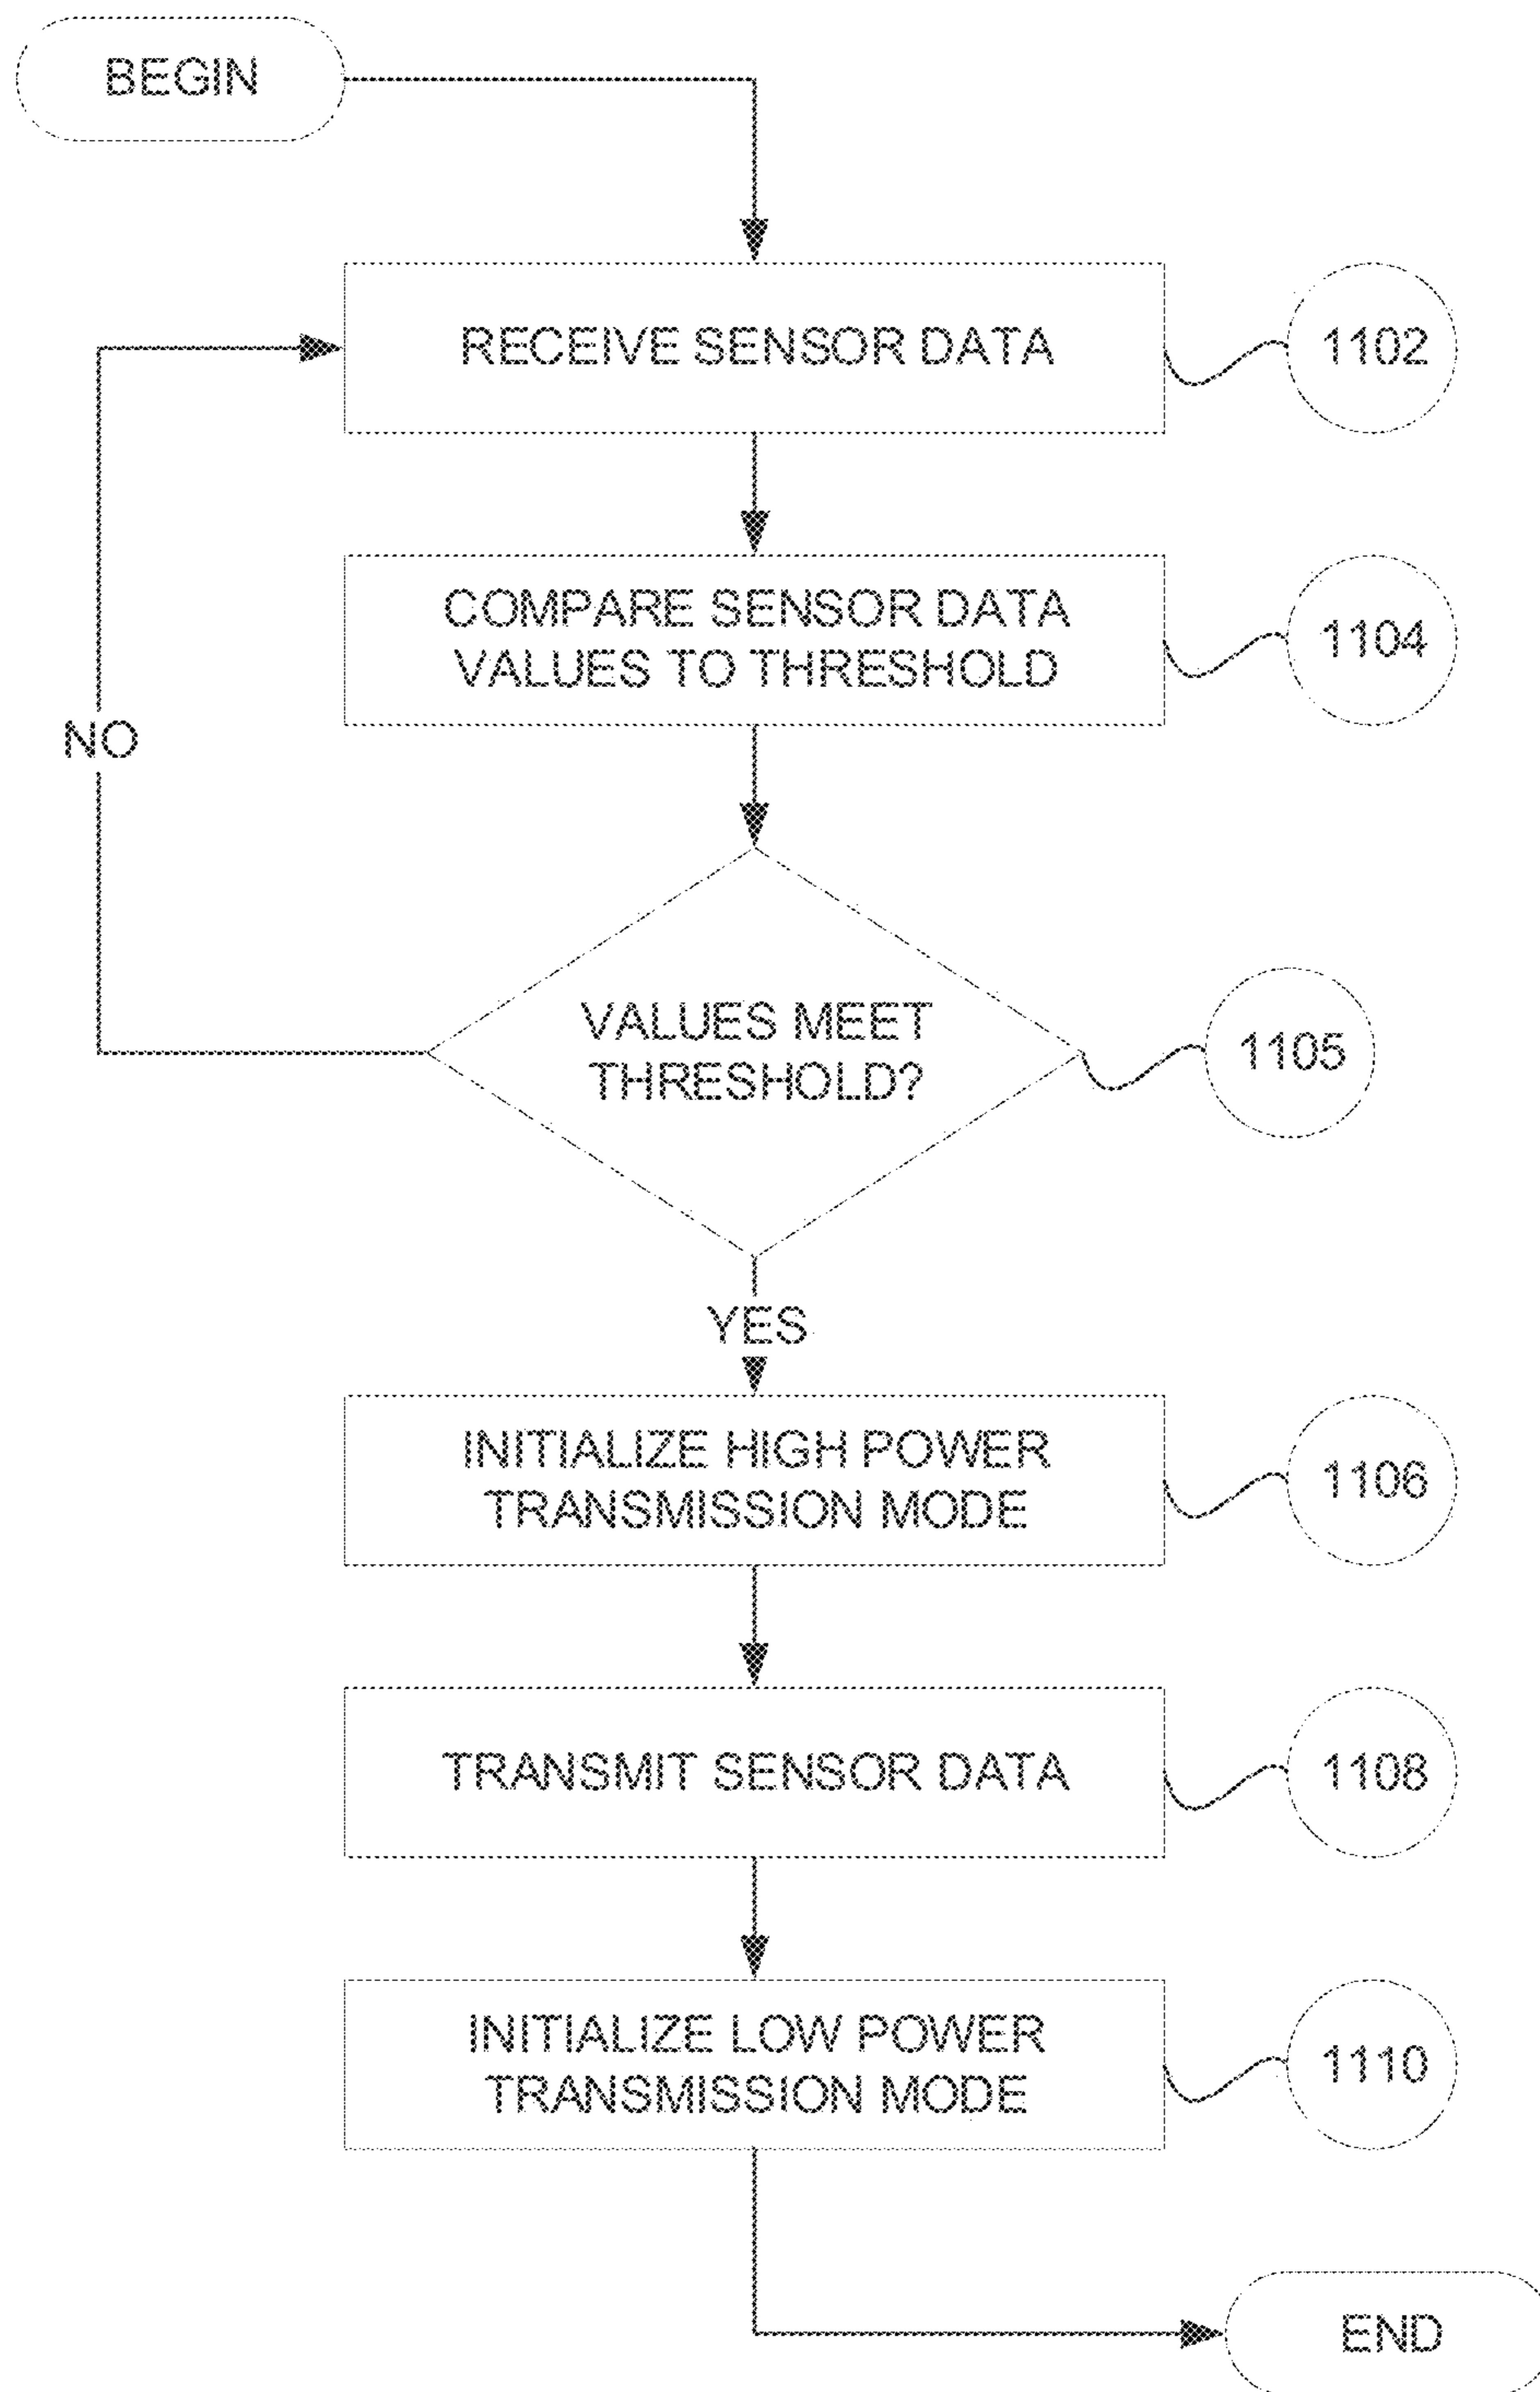 BEGIN
RECEIVE SENSOR DATA
1102
COMPARE SENSOR DATA
VALUES TO THRESHOLD
1104
NO
VALUES MEET
THRESHOLD?
1105
YES
INITIALIZE HIGH POWER
TRANSMISSION MODE
1106
TRANSMIT SENSOR DATA
1108
INITIALIZE LOW POWER
TRANSMISSION MODE
1110
END